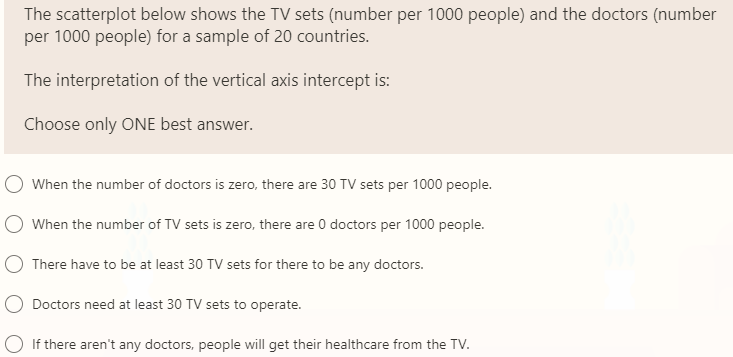 The scatterplot below shows the TV sets (number per 1000 people) and the doctors (number
per 1000 people) for a sample of 20 countries.
The interpretation of the vertical axis intercept is:
Choose only ONE best answer.
When the number of doctors is zero, there are 30 TV sets per 1000 people.
When the number of TV sets is zero, there are 0 doctors per 1000 people.
There have to be at least 30 TV sets for there to be any doctors.
Doctors need at least 30 TV sets to operate.
If there aren't any doctors, people will get their healthcare from the TV.